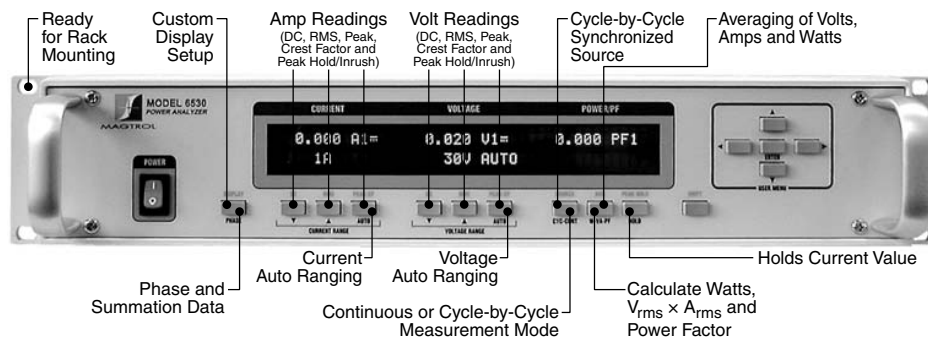 Ready
for Rack
Mounting
Custom
Display
Setup
Amp Readings
(DC, RMS, Peak,
Crest Factor and
Peak Hold/Inrush)
Volt Readings
(DC, RMS, Peak,
Crest Factor and
Peak Hold/Inrush)
Cycle-by-Cycle
Synchronized
Source
Averaging of Volts,
Amps and Watts
MODEL 6530
POWER ANALYZER
MAGTROL
CURRENT
VOLTAGE
POWER/PF
0.000 A1=
0.020 V1=
0.000 PF1
1A
30V AUTO
POWER
ENTER
USER MENU
DISPLAY
PEAK HOLD
SHIFT
PHASE
AUTO
AUTO
CYC-CONT
W-VA-PF
HOLD
CURRENT RANGE
VOLTAGE RANGE
Phase and
Summation Data
Current
Auto Ranging
Voltage
Auto Ranging
Continuous or Cycle-by-Cycle
Measurement Mode
Calculate Watts,
Vrms × Arms and
Power Factor
Holds Current Value